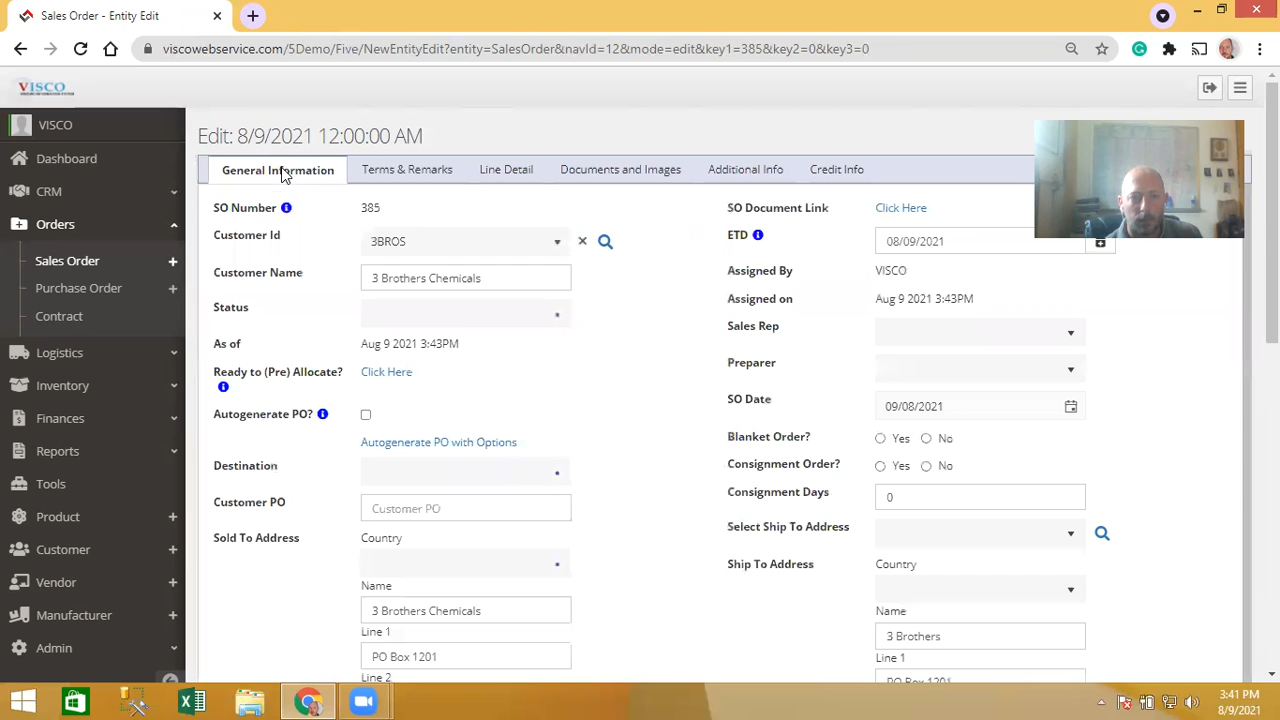 Sales Order - Entity Edit
viscowebservice.com/5Demo/Five/NewEntityEdit?entity=SalesOrder&navId=12&mode=edit&key1=385&key2=0&key3=0
VISCO
VISCO
Dashboard
CRM
Orders
Sales Order
Purchase Order
Contract
Logistics
Inventory
Finances
Reports
Tools
Product
Customer
Vendor
Manufacturer
Admin
Edit: 8/9/2021 12:00:00 AM
General Information
Terms & Remarks
Line Detail
Documents and Images
Additional Info
Credit Info
SO Number 385
Customer Id 3BROS
Customer Name 3 Brothers Chemicals
Status
As of Aug 9 2021 3:43PM
Ready to (Pre) Allocate? Click Here
Autogenerate PO?
Autogenerate PO with Options
Destination
Customer PO Customer PO
Sold To Address Country
Name
3 Brothers Chemicals
Line 1
PO Box 1201
Line 2
SO Document Link Click Here
ETD 08/09/2021
Assigned By VISCO
Assigned on Aug 9 2021 3:43PM
Sales Rep
Preparer
SO Date 09/08/2021
Blanket Order? Yes No
Consignment Order? Yes No
Consignment Days 0
Select Ship To Address
Ship To Address Country
Name
3 Brothers
Line 1
PO Box 1201
3:41 PM
8/9/2021